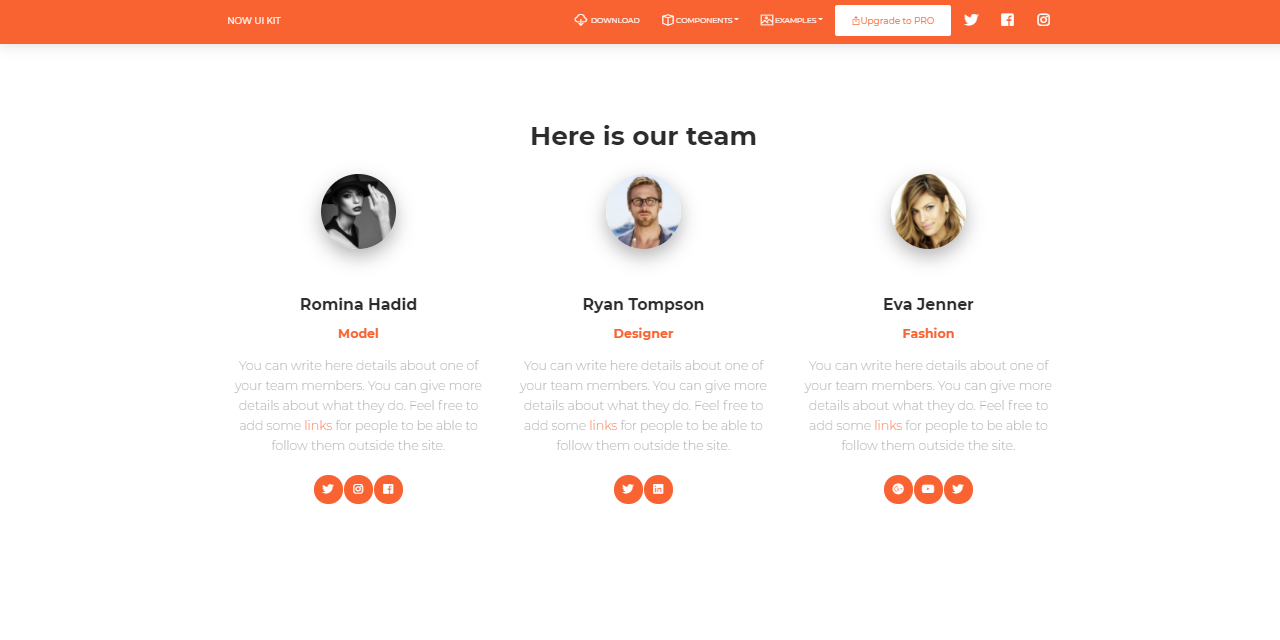 NOW UI KIT
DOWNLOAD
COMPONENTS
EXAMPLES
Upgrade to PRO
Here is our team
Romina Hadid
Model
You can write here details about one of
your team members. You can give more
details about what they do. Feel free to
add some links for people to be able to
follow them outside the site.
Ryan Tompson
Designer
You can write here details about one of
your team members. You can give more
details about what they do. Feel free to
add some links for people to be able to
follow them outside the site.
Eva Jenner
Fashion
You can write here details about one of
your team members. You can give more
details about what they do. Feel free to
add some links for people to be able to
follow them outside the site.